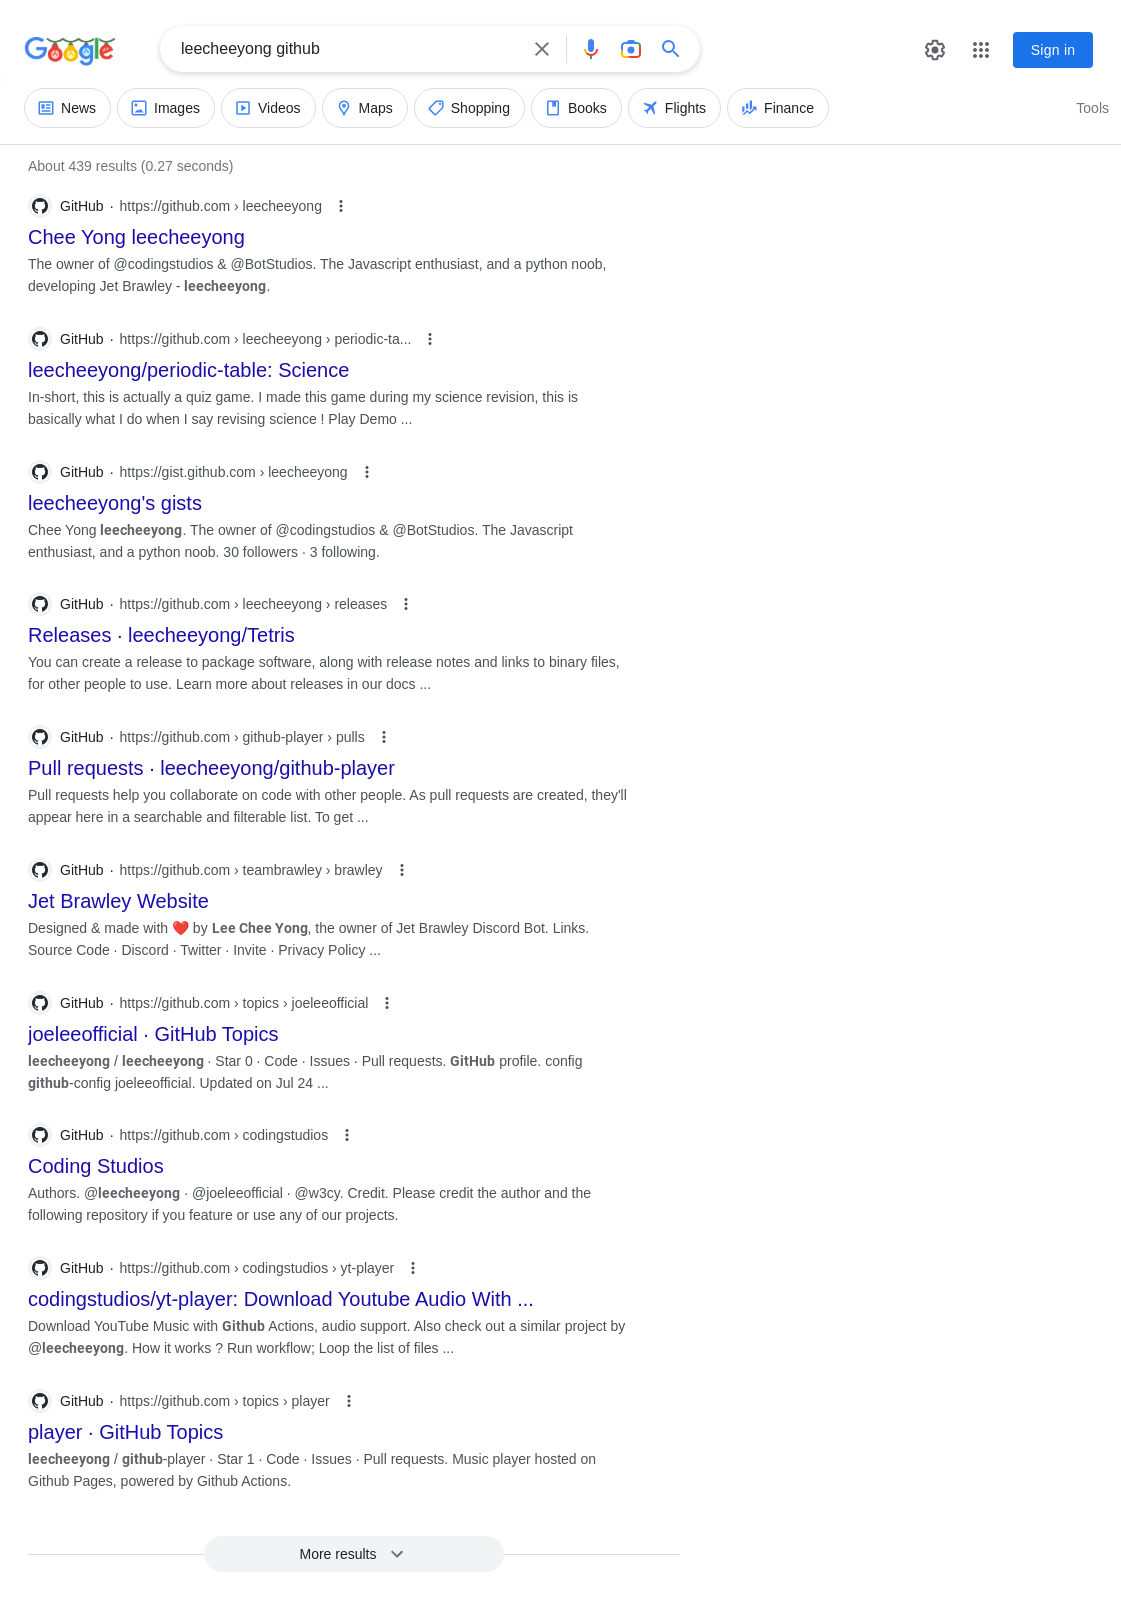 Google
leecheeyong github
Sign in
News Images Videos Maps Shopping Books Flights Finance Tools
About 439 results (0.27 seconds)
GitHub · https://github.com › leecheeyong
Chee Yong leecheeyong
The owner of @codingstudios & @BotStudios. The Javascript enthusiast, and a python noob,
developing Jet Brawley - leecheeyong.
GitHub · https://github.com › leecheeyong › periodic-ta...
leecheeyong/periodic-table: Science
In-short, this is actually a quiz game. I made this game during my science revision, this is
basically what I do when I say revising science ! Play Demo ...
GitHub · https://gist.github.com › leecheeyong
leecheeyong's gists
Chee Yong leecheeyong. The owner of @codingstudios & @BotStudios. The Javascript
enthusiast, and a python noob. 30 followers · 3 following.
GitHub · https://github.com › leecheeyong › releases
Releases · leecheeyong/Tetris
You can create a release to package software, along with release notes and links to binary files,
for other people to use. Learn more about releases in our docs ...
GitHub · https://github.com › github-player › pulls
Pull requests · leecheeyong/github-player
Pull requests help you collaborate on code with other people. As pull requests are created, they'll
appear here in a searchable and filterable list. To get ...
GitHub · https://github.com › teambrawley › brawley
Jet Brawley Website
Designed & made with ❤️ by Lee Chee Yong, the owner of Jet Brawley Discord Bot. Links.
Source Code · Discord · Twitter · Invite · Privacy Policy ...
GitHub · https://github.com › topics › joeleeofficial
joeleeofficial · GitHub Topics
leecheeyong / leecheeyong · Star 0 · Code · Issues · Pull requests. GitHub profile. config
github-config joeleeofficial. Updated on Jul 24 ...
GitHub · https://github.com › codingstudios
Coding Studios
Authors. @leecheeyong · @joeleeofficial · @w3cy. Credit. Please credit the author and the
following repository if you feature or use any of our projects.
GitHub · https://github.com › codingstudios › yt-player
codingstudios/yt-player: Download Youtube Audio With ...
Download YouTube Music with Github Actions, audio support. Also check out a similar project by
@leecheeyong. How it works ? Run workflow; Loop the list of files ...
GitHub · https://github.com › topics › player
player · GitHub Topics
leecheeyong / github-player · Star 1 · Code · Issues · Pull requests. Music player hosted on
Github Pages, powered by Github Actions.
More results